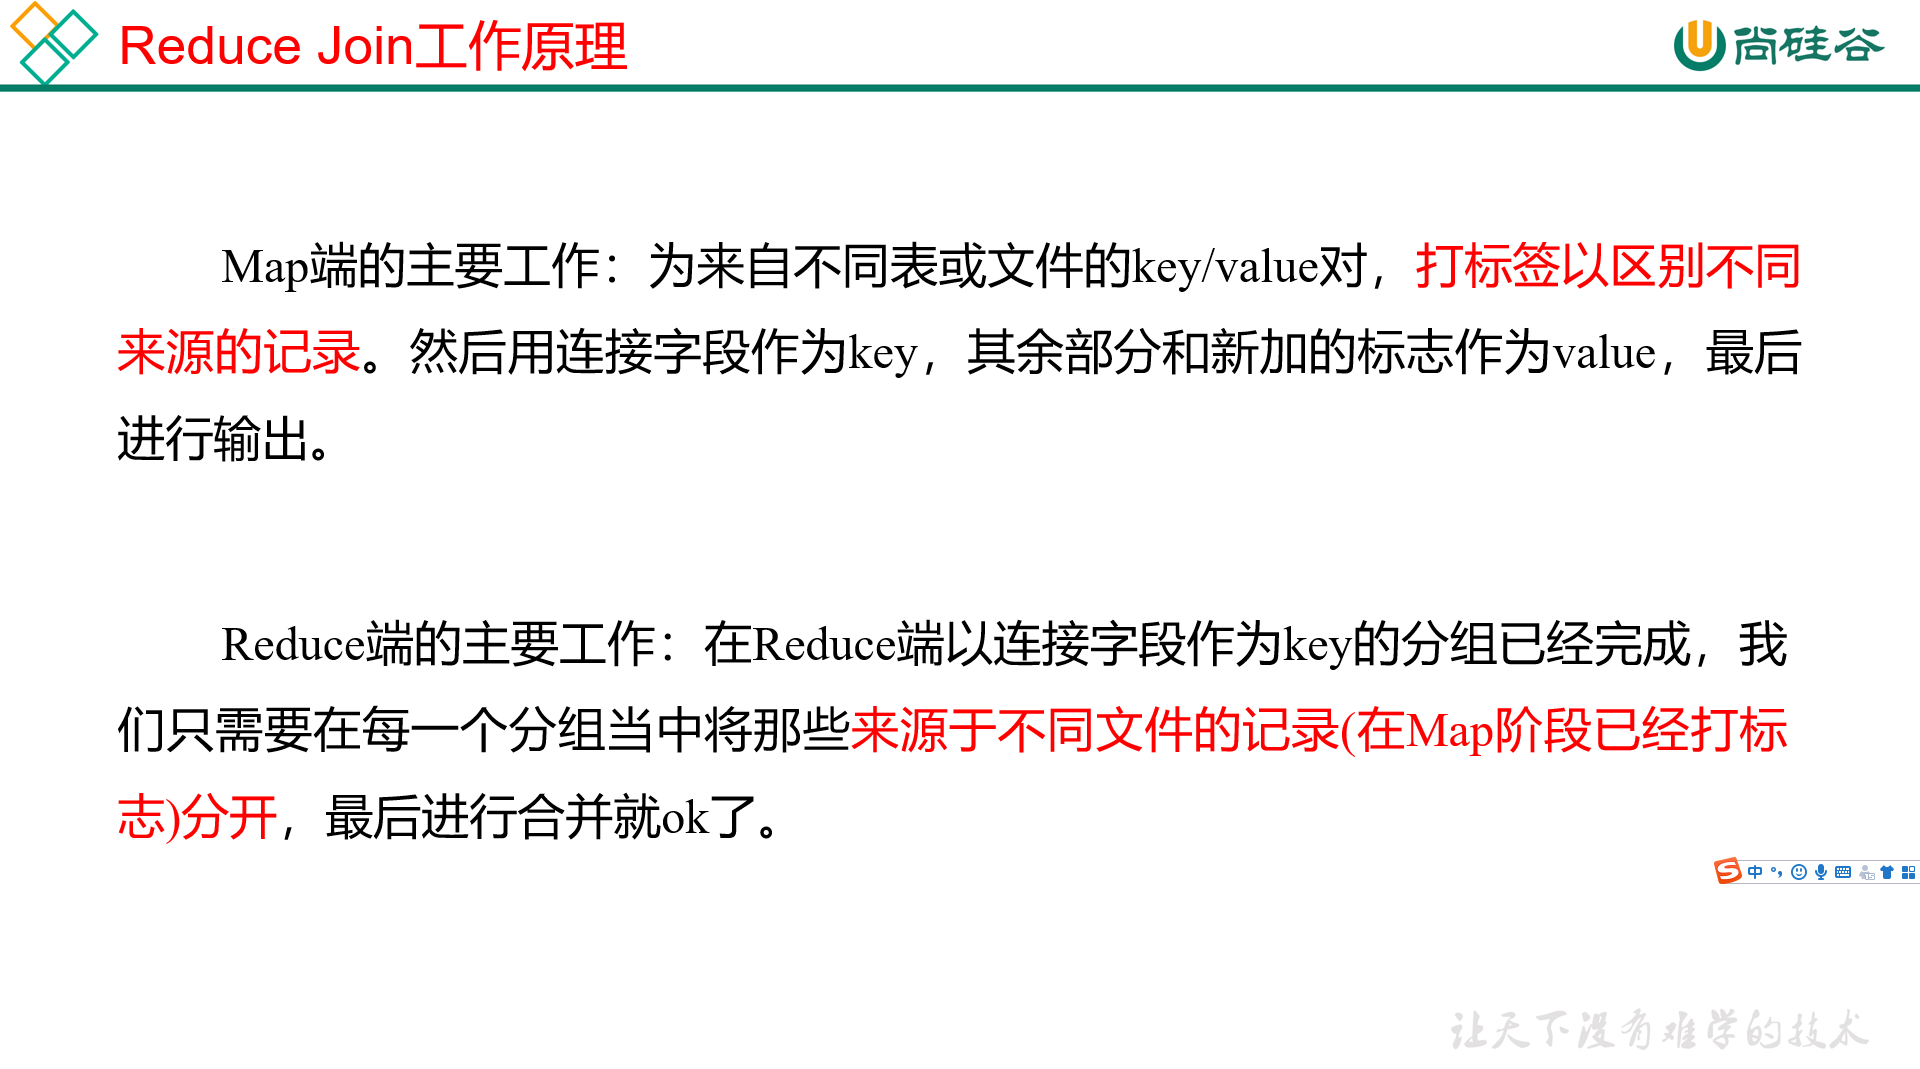 Reduce Join工作原理
尚硅谷
Map端的主要工作：为来自不同表或文件的key/value对，打标签以区别不同
来源的记录。然后用连接字段作为key，其余部分和新加的标志作为value，最后
进行输出。
Reduce端的主要工作：在Reduce端以连接字段作为key的分组已经完成，我
们只需要在每一个分组当中将那些来源于不同文件的记录(在Map阶段已经打标
志)分开，最后进行合并就ok了。
中
让天下没有难学的技术